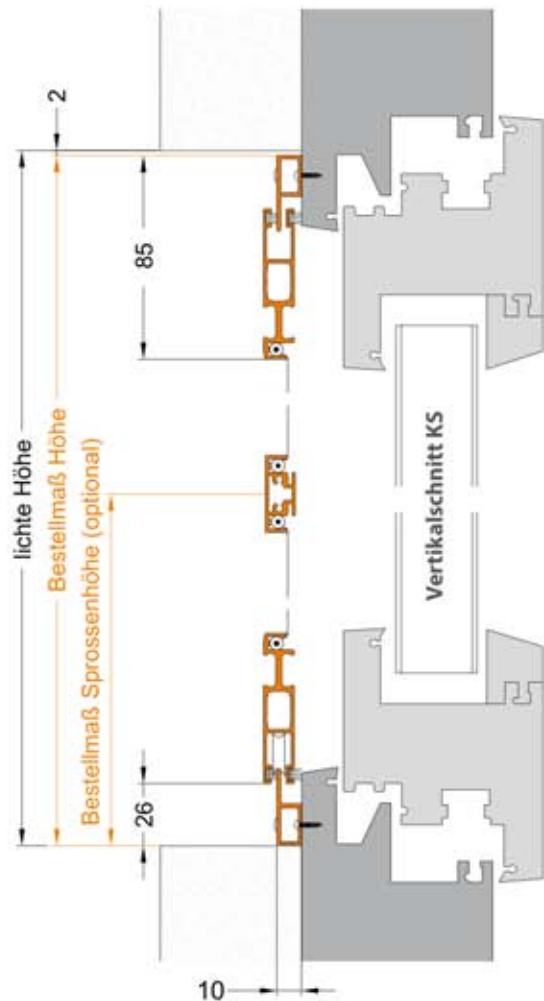 2
85
lichte Höhe
Bestellmaß Höhe
Bestellmaß Sprossenhöhe (optional)
Vertikalschnitt KS
26
10